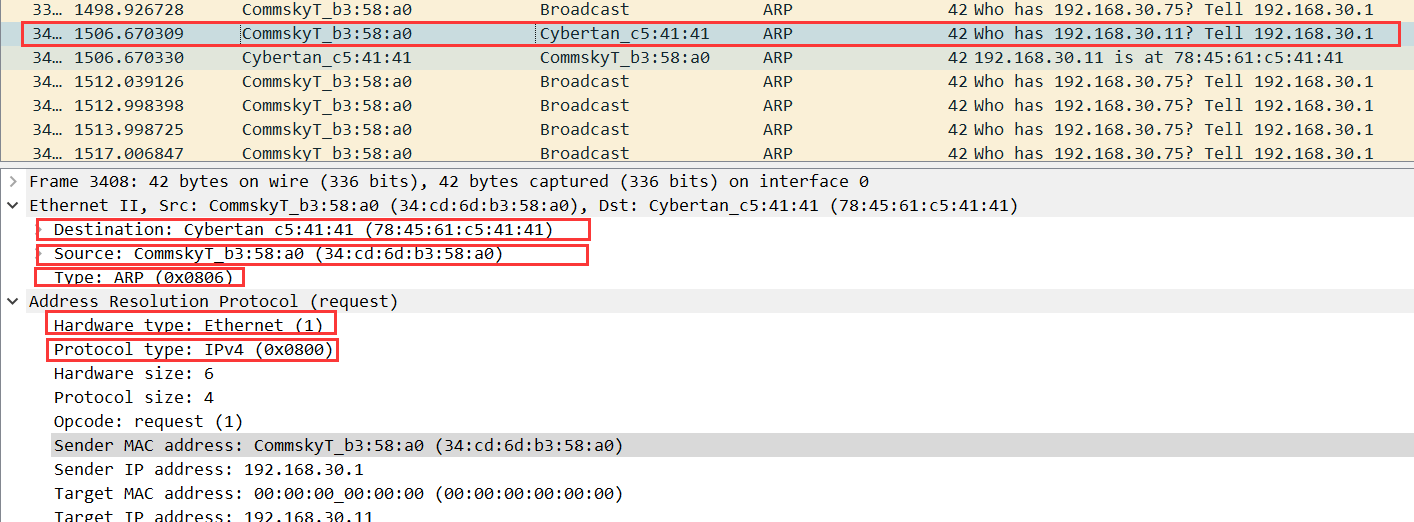 33… 1498.926728 CommskyT_b3:58:a0 Broadcast ARP 42 Who has 192.168.30.75? Tell 192.168.30.1
34… 1506.670309 CommskyT_b3:58:a0 Cybertan_c5:41:41 ARP 42 Who has 192.168.30.11? Tell 192.168.30.1
34… 1506.670330 Cybertan_c5:41:41 CommskyT_b3:58:a0 ARP 42 192.168.30.11 is at 78:45:61:c5:41:41
34… 1512.039126 CommskyT_b3:58:a0 Broadcast ARP 42 Who has 192.168.30.75? Tell 192.168.30.1
34… 1512.998398 CommskyT_b3:58:a0 Broadcast ARP 42 Who has 192.168.30.75? Tell 192.168.30.1
34… 1513.998725 CommskyT_b3:58:a0 Broadcast ARP 42 Who has 192.168.30.75? Tell 192.168.30.1
34… 1517.006847 CommskyT_b3:58:a0 Broadcast ARP 42 Who has 192.168.30.75? Tell 192.168.30.1
Frame 3408: 42 bytes on wire (336 bits), 42 bytes captured (336 bits) on interface 0
Ethernet II, Src: CommskyT_b3:58:a0 (34:cd:6d:b3:58:a0), Dst: Cybertan_c5:41:41 (78:45:61:c5:41:41)
Destination: Cybertan c5:41:41 (78:45:61:c5:41:41)
Source: CommskyT_b3:58:a0 (34:cd:6d:b3:58:a0)
Type: ARP (0x0806)
Address Resolution Protocol (request)
Hardware type: Ethernet (1)
Protocol type: IPv4 (0x0800)
Hardware size: 6
Protocol size: 4
Opcode: request (1)
Sender MAC address: CommskyT_b3:58:a0 (34:cd:6d:b3:58:a0)
Sender IP address: 192.168.30.1
Target MAC address: 00:00:00_00:00:00 (00:00:00:00:00:00)
Target IP address: 192.168.30.11